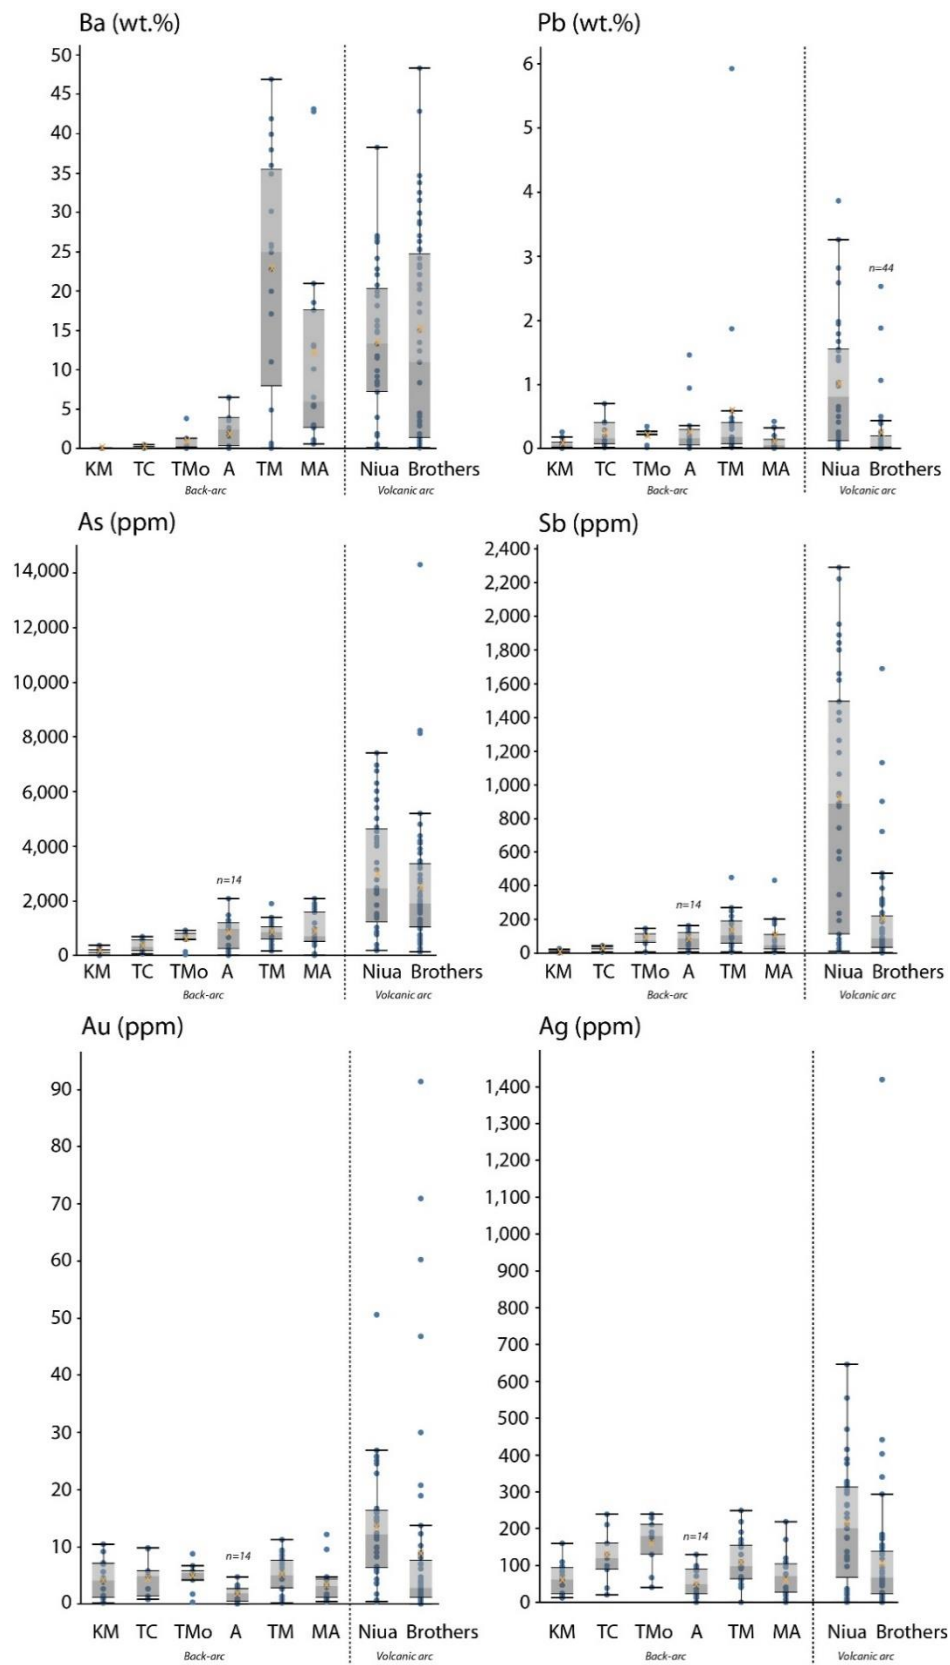 Ba (wt.%)
50
45
40
35
30
25
20
15
10
5
0
KM TC TMo A TM MA Niua Brothers
Back-arc Volcanic arc
Pb (wt.%)
6
5
4
3
2
1
0
n=44
KM TC TMo A TM MA Niua Brothers
Back-arc Volcanic arc
As (ppm)
14,000
12,000
10,000
8,000
6,000
4,000
2,000
0
n=14
KM TC TMo A TM MA Niua Brothers
Back-arc Volcanic arc
Sb (ppm)
2,400
2,200
2,000
1,800
1,600
1,400
1,200
1,000
800
600
400
200
0
n=14
KM TC TMo A TM MA Niua Brothers
Back-arc Volcanic arc
Au (ppm)
90
80
70
60
50
40
30
20
10
0
n=14
KM TC TMo A TM MA Niua Brothers
Back-arc Volcanic arc
Ag (ppm)
1,400
1,300
1,200
1,100
1,000
900
800
700
600
500
400
300
200
100
0
n=14
KM TC TMo A TM MA Niua Brothers
Back-arc Volcanic arc